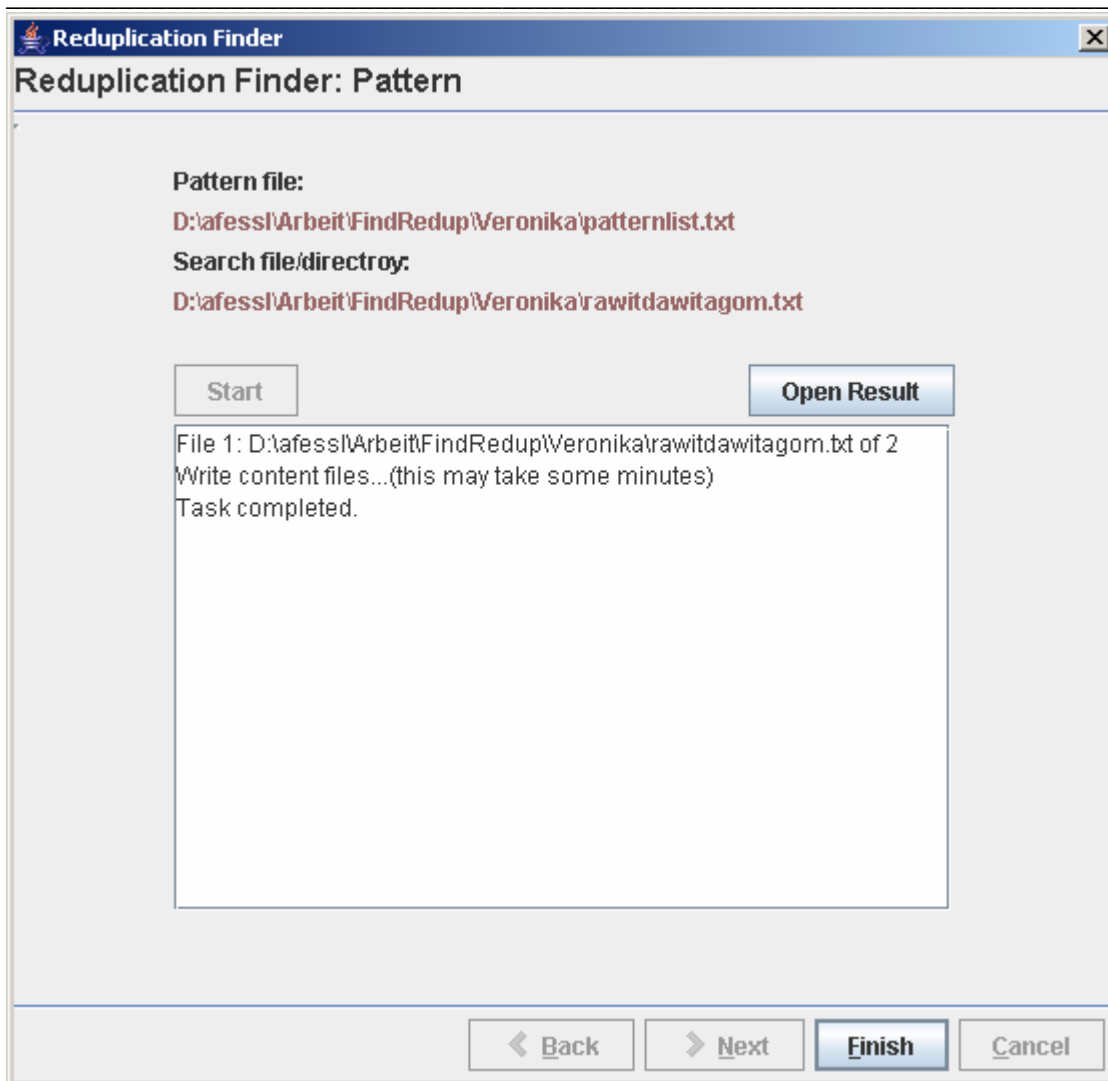 Reduplication Finder
Reduplication Finder: Pattern
Pattern file:
D:\afessl\Arbeit\FindRedup\Veronika\patternlist.txt
Search file/directroy:
D:\afessl\Arbeit\FindRedup\Veronika\rawitdawitagom.txt
Start Open Result
File 1: D:\afessl\Arbeit\FindRedup\Veronika\rawitdawitagom.txt of 2
Write content files...(this may take some minutes)
Task completed.
Back Next Finish Cancel